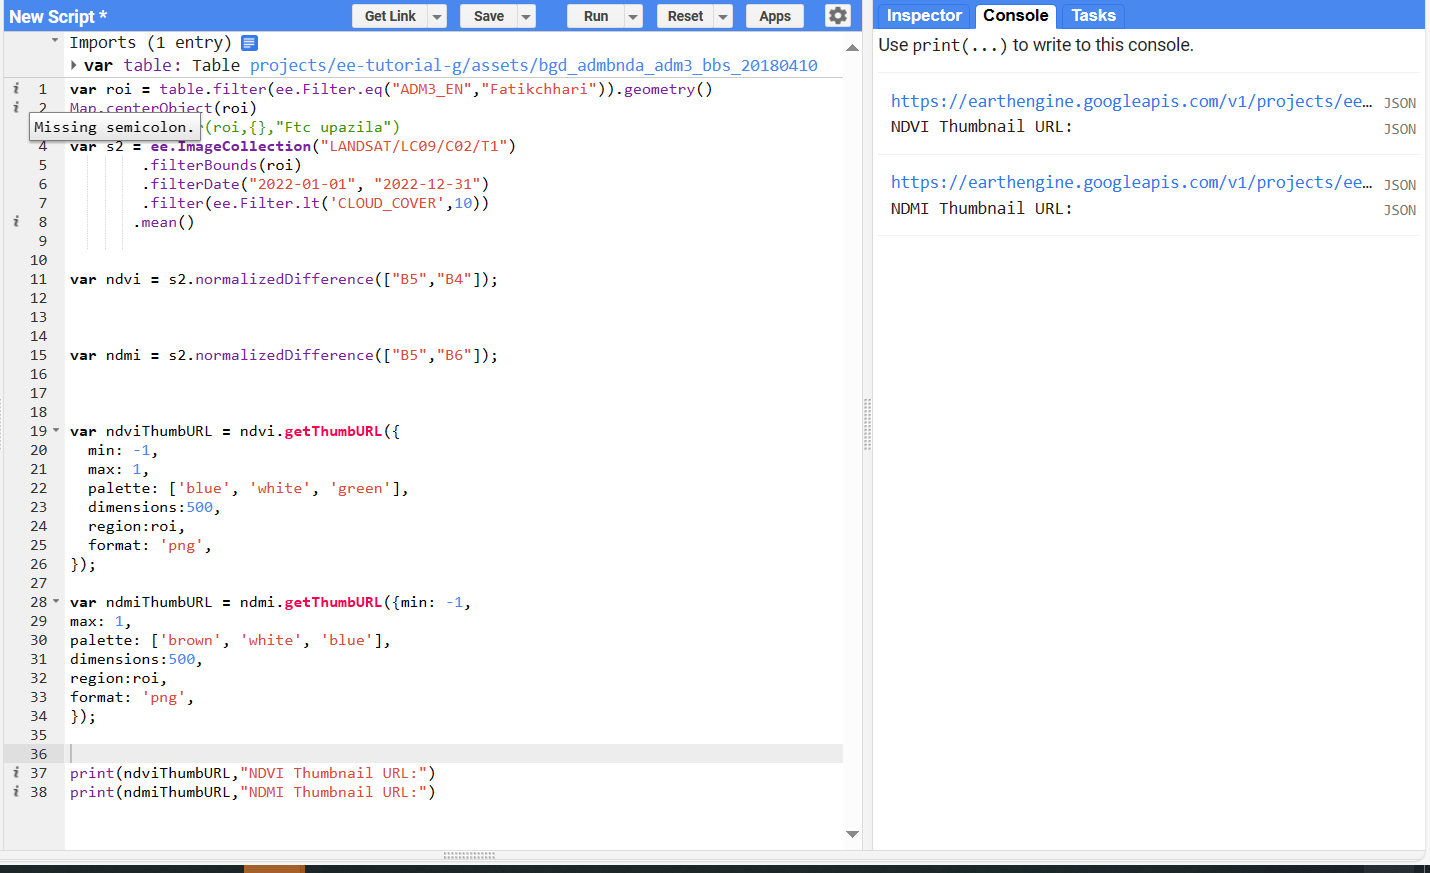 New Script *
Get Link Save Run Reset Apps
Inspector Console Tasks
Imports (1 entry)
var table: Table projects/ee-tutorial-g/assets/bgd_admbnda_adm3_bbs_20180410
i 1 var roi = table.filter(ee.Filter.eq("ADM3_EN","Fatikchhari")).geometry()
i 2 Map.centerObject(roi)
Missing semicolon. r(roi,{},"Ftc upazila")
4 var s2 = ee.ImageCollection("LANDSAT/LC09/C02/T1")
5 .filterBounds(roi)
6 .filterDate("2022-01-01", "2022-12-31")
7 .filter(ee.Filter.lt('CLOUD_COVER',10))
i 8 .mean()
9
10
11 var ndvi = s2.normalizedDifference(["B5","B4"]);
12
13
14
15 var ndmi = s2.normalizedDifference(["B5","B6"]);
16
17
18
19 var ndviThumbURL = ndvi.getThumbURL({
20 min: -1,
21 max: 1,
22 palette: ['blue', 'white', 'green'],
23 dimensions:500,
24 region:roi,
25 format: 'png',
26 });
27
28 var ndmiThumbURL = ndmi.getThumbURL({min: -1,
29 max: 1,
30 palette: ['brown', 'white', 'blue'],
31 dimensions:500,
32 region:roi,
33 format: 'png',
34 });
35
36
i 37 print(ndviThumbURL,"NDVI Thumbnail URL:")
i 38 print(ndmiThumbURL,"NDMI Thumbnail URL:")
Use print(...) to write to this console.
https://earthengine.googleapis.com/v1/projects/ee… JSON
NDVI Thumbnail URL: JSON
https://earthengine.googleapis.com/v1/projects/ee… JSON
NDMI Thumbnail URL: JSON